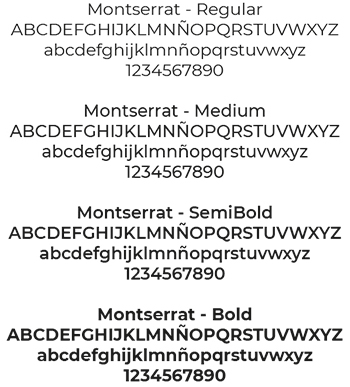 Montserrat - Regular
ABCDEFGHIJKLMNÑOPQRSTUVWXYZ
abcdefghijklmnñopqrstuvwxyz
1234567890
Montserrat - Medium
ABCDEFGHIJKLMNÑOPQRSTUVWXYZ
abcdefghijklmnñopqrstuvwxyz
1234567890
Montserrat - SemiBold
ABCDEFGHIJKLMNÑOPQRSTUVWXYZ
abcdefghijklmnñopqrstuvwxyz
1234567890
Montserrat - Bold
ABCDEFGHIJKLMNÑOPQRSTUVWXYZ
abcdefghijklmnñopqrstuvwxyz
1234567890